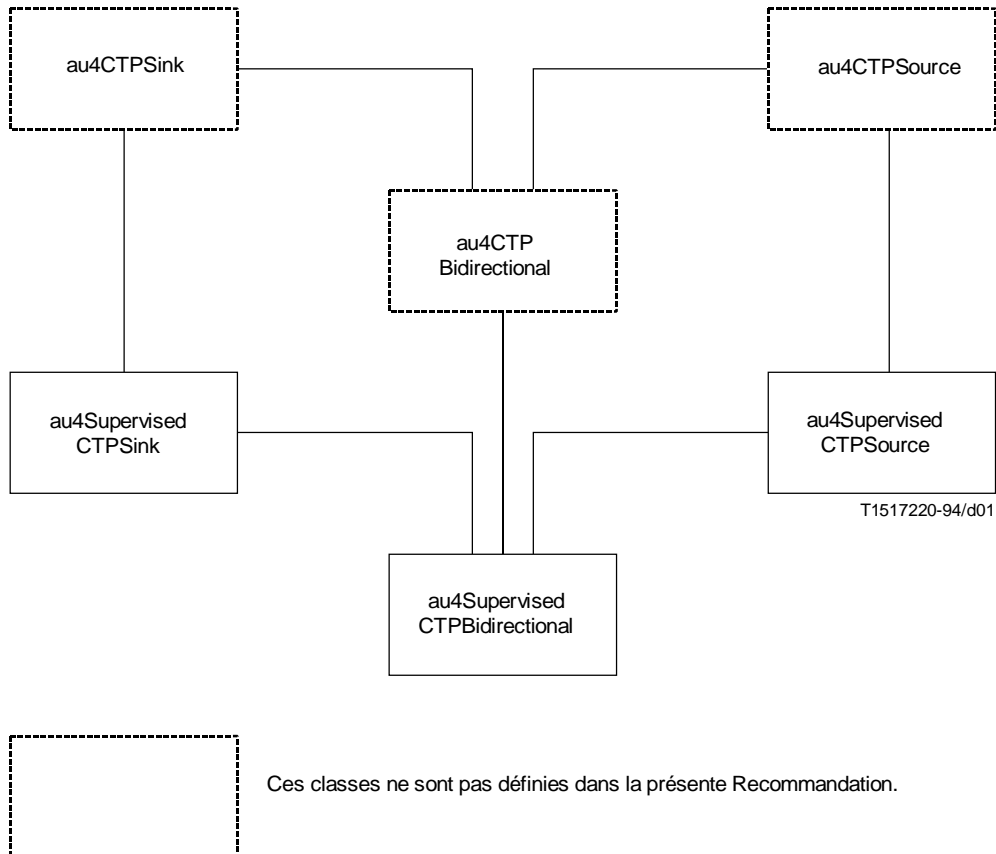 au4CTPSink
au4CTPSource
au4CTP
Bidirectional
au4Supervised
CTPSink
au4Supervised
CTPSource
T1517220-94/d01
au4Supervised
CTPBidirectional
Ces classes ne sont pas définies dans la présente Recommandation.